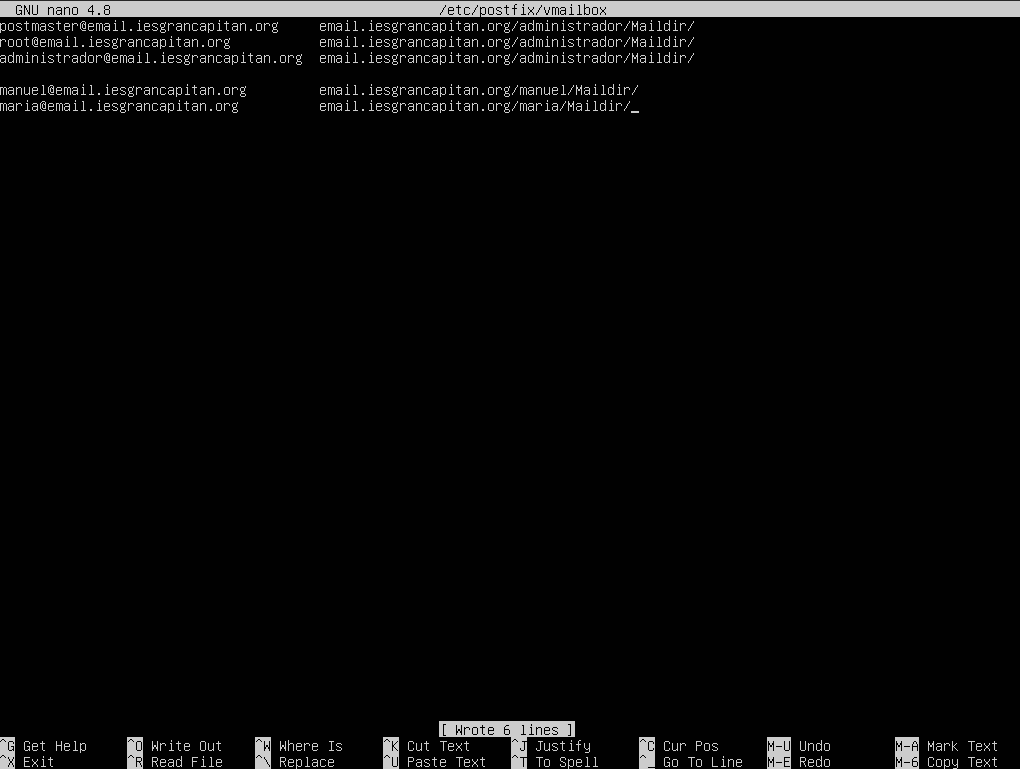 GNU nano 4.8 /etc/postfix/vmailbox
postmaster@email.iesgrancapitan.org email.iesgrancapitan.org/administrador/Maildir/
root@email.iesgrancapitan.org email.iesgrancapitan.org/administrador/Maildir/
administrador@email.iesgrancapitan.org email.iesgrancapitan.org/administrador/Maildir/
manuel@email.iesgrancapitan.org email.iesgrancapitan.org/manuel/Maildir/
maria@email.iesgrancapitan.org email.iesgrancapitan.org/maria/Maildir/
[ Wrote 6 lines ]
^G Get Help ^O Write Out ^W Where Is ^K Cut Text ^J Justify ^C Cur Pos M-U Undo M-A Mark Text
^X Exit ^R Read File ^\ Replace ^U Paste Text ^T To Spell ^_ Go To Line M-E Redo M-6 Copy Text